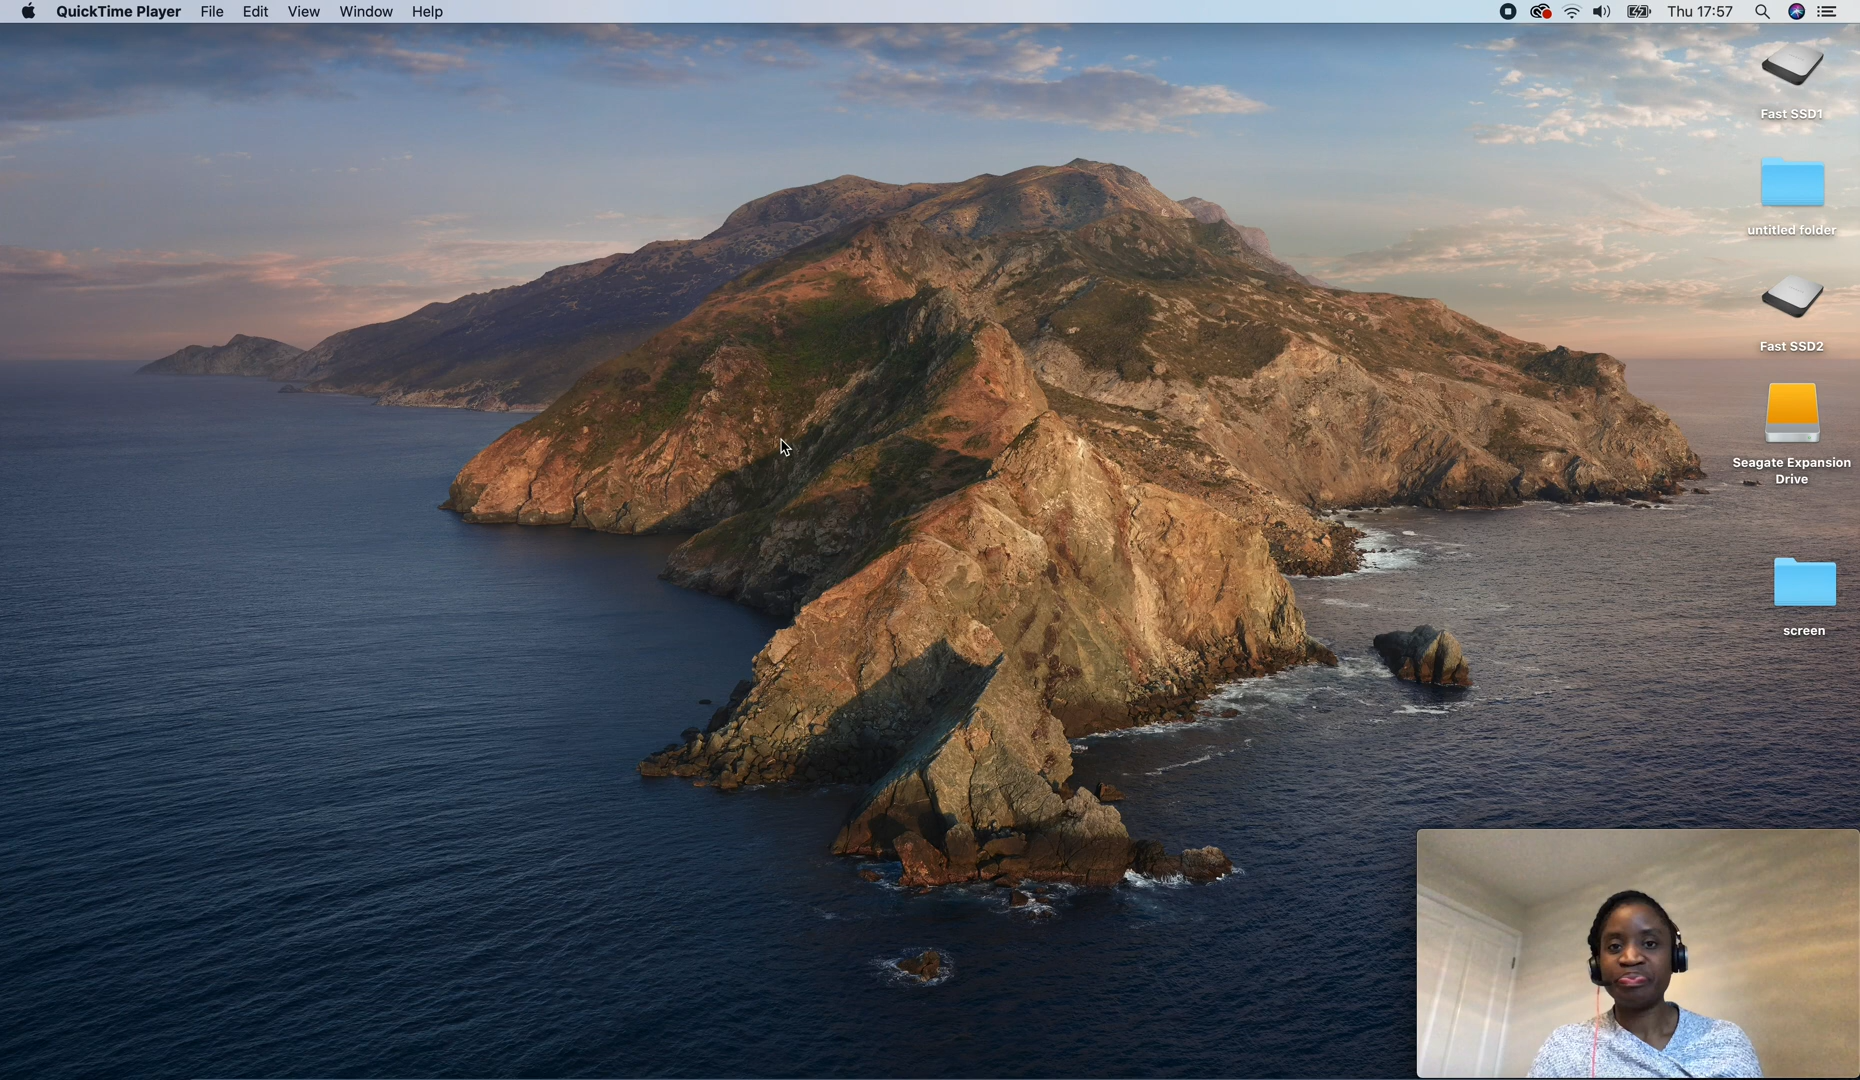 QuickTime Player File Edit View Window Help Thu 17:57
Fast SSD1
untitled folder
Fast SSD2
Seagate Expansion
Drive
screen